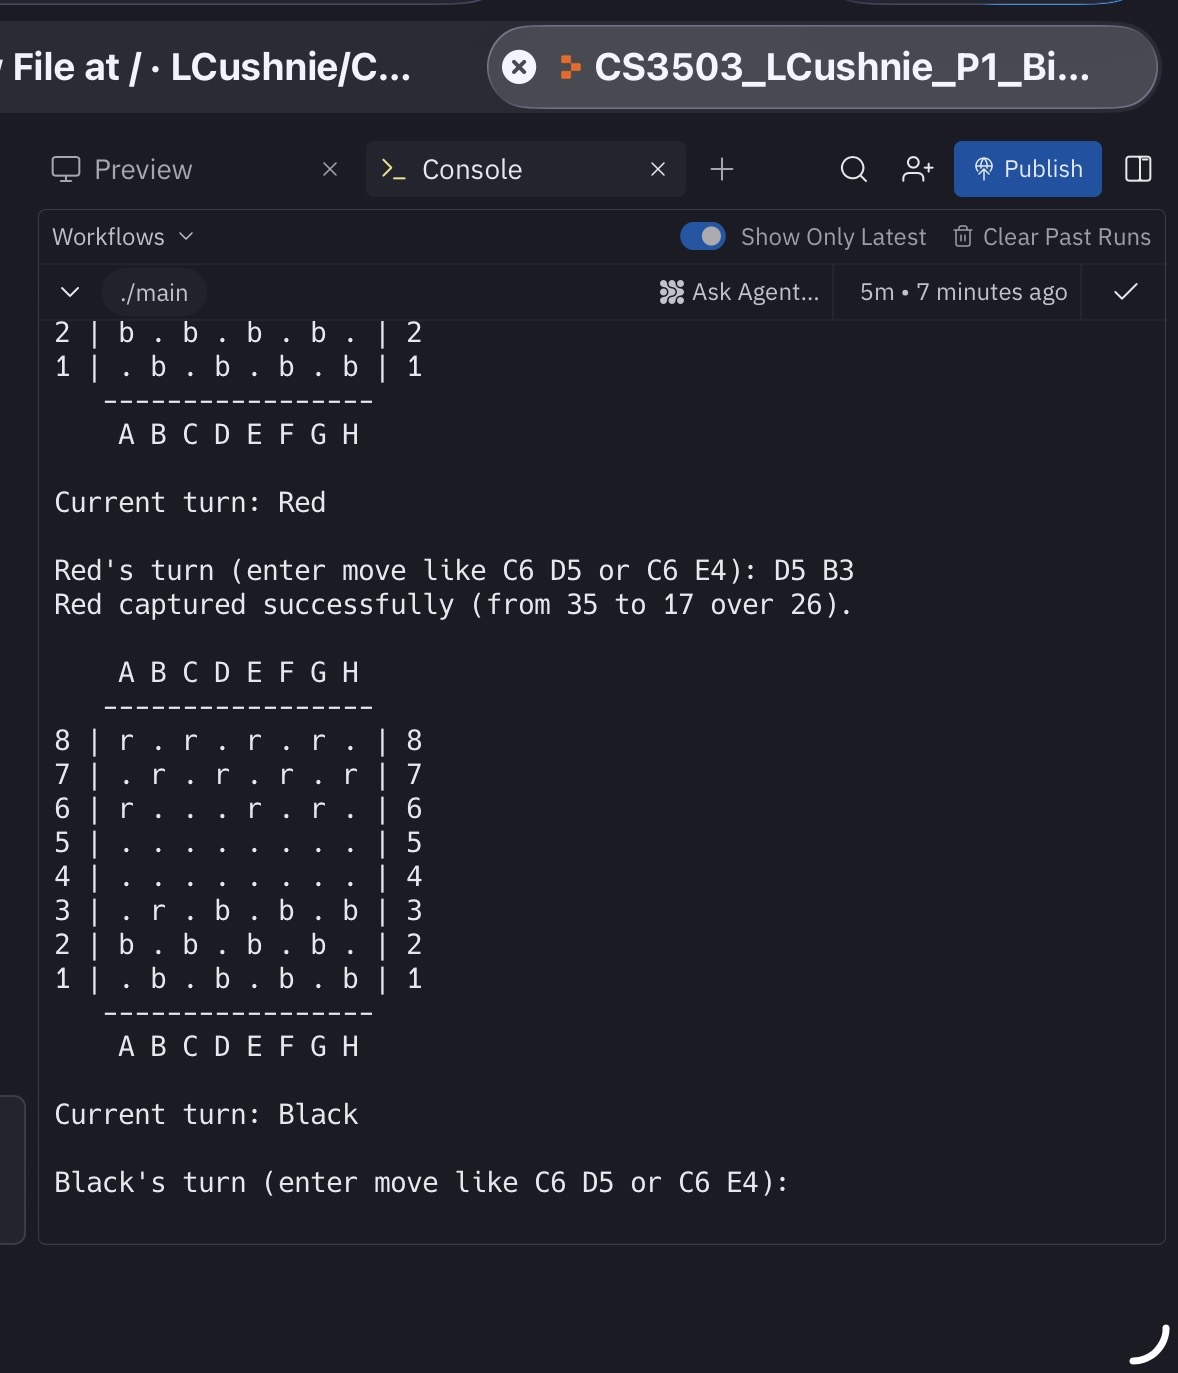 File at / · LCushnie/C...
CS3503_LCushnie_P1_Bi...
Preview
Console
Publish
Workflows
Show Only Latest
Clear Past Runs
./main
Ask Agent...
5m • 7 minutes ago
2 | b . b . b . b . | 2
1 | . b . b . b . b | 1
-----------------
A B C D E F G H
Current turn: Red
Red's turn (enter move like C6 D5 or C6 E4): D5 B3
Red captured successfully (from 35 to 17 over 26).
A B C D E F G H
-----------------
8 | r . r . r . r . | 8
7 | . r . r . r . r | 7
6 | r . . . r . r . | 6
5 | . . . . . . . . | 5
4 | . . . . . . . . | 4
3 | . r . b . b . b | 3
2 | b . b . b . b . | 2
1 | . b . b . b . b | 1
-----------------
A B C D E F G H
Current turn: Black
Black's turn (enter move like C6 D5 or C6 E4):